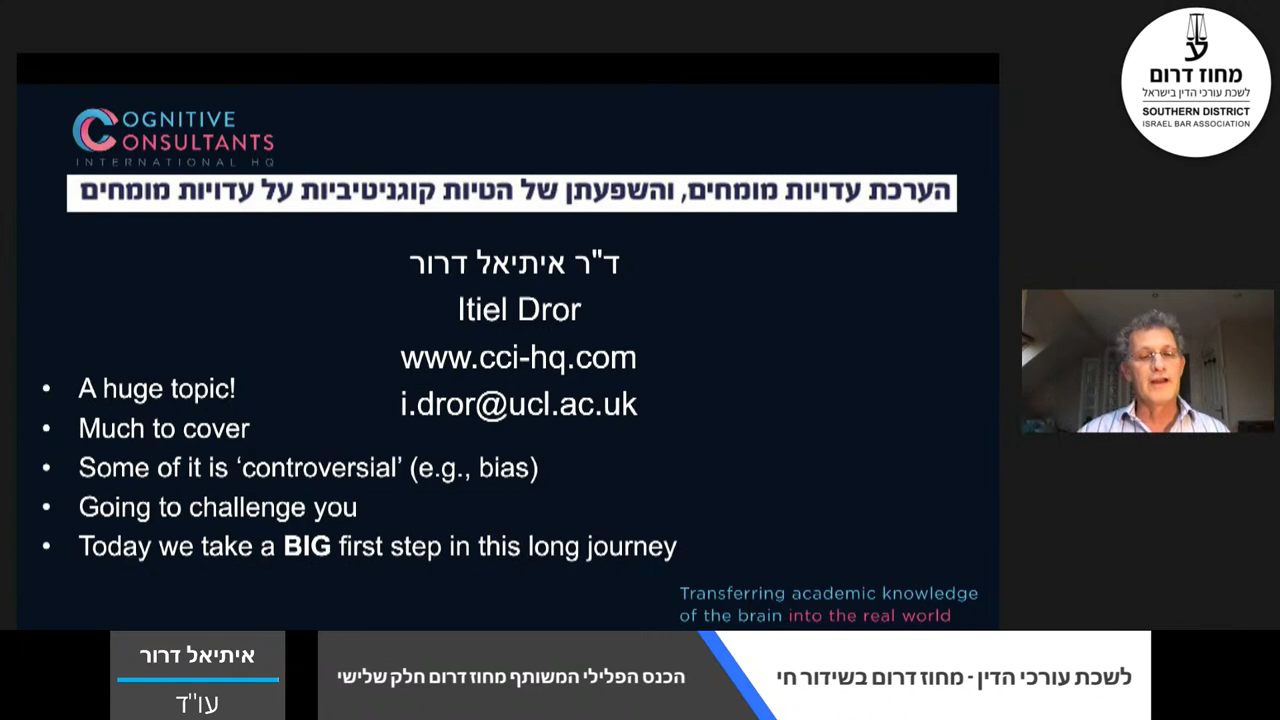 COGNITIVE
CONSULTANTS
INTERNATIONAL HQ
הערכת עדויות מומחים, והשפעתן של הטיות קוגניטיביות על עדויות מומחים
ד"ר איתיאל דרור
Itiel Dror
www.cci-hq.com
i.dror@ucl.ac.uk
• A huge topic!
• Much to cover
• Some of it is ‘controversial’ (e.g., bias)
• Going to challenge you
• Today we take a BIG first step in this long journey
Transferring academic knowledge
of the brain into the real world
מחוז דרום
לשכת עורכי הדין בישראל
SOUTHERN DISTRICT
ISRAEL BAR ASSOCIATION
לשכת עורכי הדין - מחוז דרום בשידור חי
הכנס הפלילי המשותף מחוז דרום חלק שלישי
איתיאל דרור
עו"ד